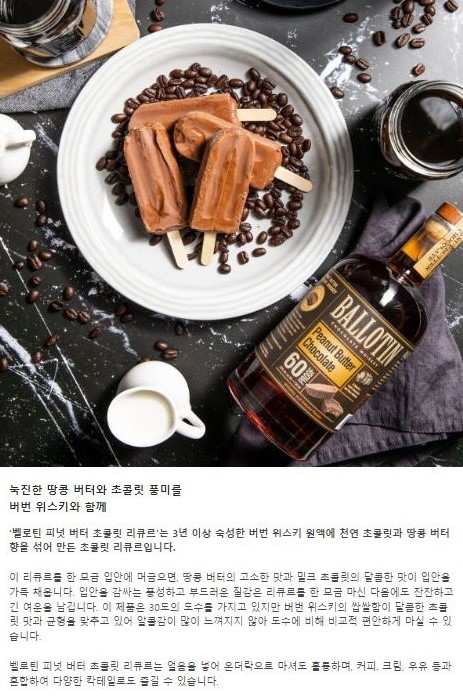 BALLOTIN
Peanut Butter
Chocolate
60
눅진한 땅콩 버터와 초콜릿 풍미를
버번 위스키와 함께
'벨로틴 피넛 버터 초콜릿 리큐르'는 3년 이상 숙성한 버번 위스키 원액에 천연 초콜릿과 땅콩 버터
향을 섞어 만든 초콜릿 리큐르입니다.
이 리큐르를 한 모금 입안에 머금으면, 땅콩 버터의 고소한 맛과 밀크 초콜릿의 달콤한 맛이 입안을
가득 채웁니다. 입안을 감싸는 풍성하고 부드러운 질감은 리큐르를 한 모금 마신 다음에도 잔잔하고
긴 여운을 남깁니다. 이 제품은 30도의 도수를 가지고 있지만 버번 위스키의 쌉쌀함이 달콤한 초콜
릿 맛과 균형을 맞추고 있어 알콜감이 많이 느껴지지 않아 도수에 비해 비교적 편안하게 마실 수 있
습니다.
벨로틴 피넛 버터 초콜릿 리큐르는 얼음을 넣어 온더락으로 마셔도 훌륭하며, 커피, 크림, 우유 등과
혼합하여 다양한 칵테일로도 즐길 수 있습니다.